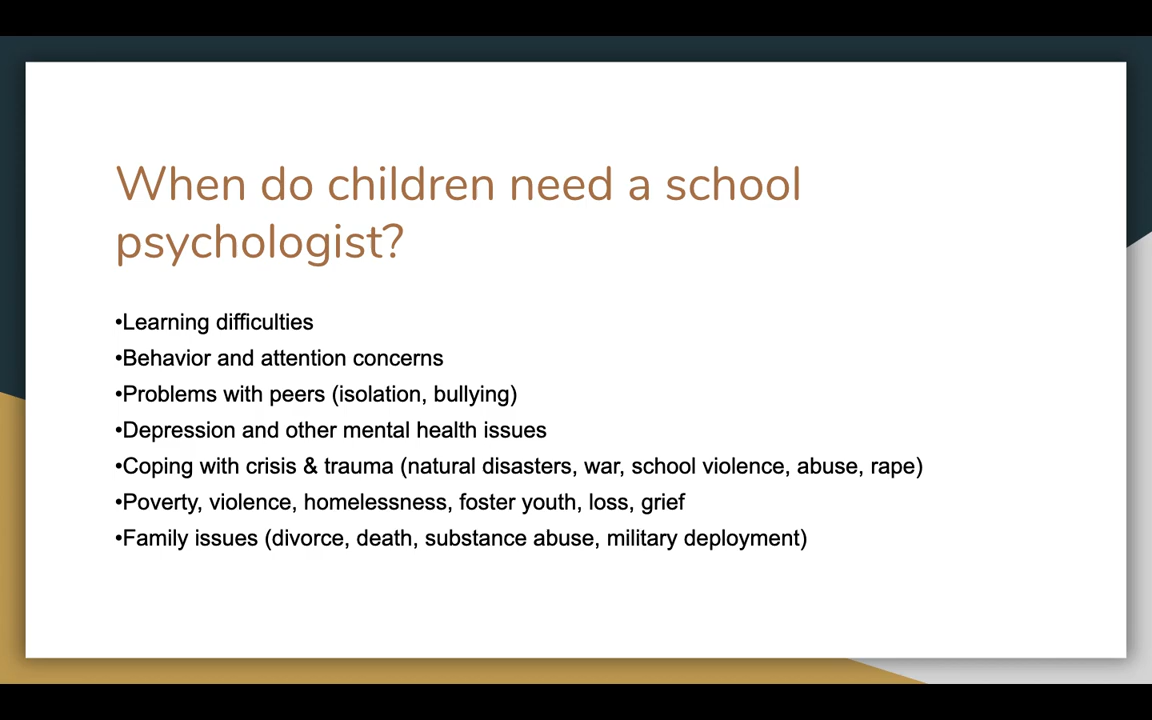 When do children need a school
psychologist?
•Learning difficulties
•Behavior and attention concerns
•Problems with peers (isolation, bullying)
•Depression and other mental health issues
•Coping with crisis & trauma (natural disasters, war, school violence, abuse, rape)
•Poverty, violence, homelessness, foster youth, loss, grief
•Family issues (divorce, death, substance abuse, military deployment)